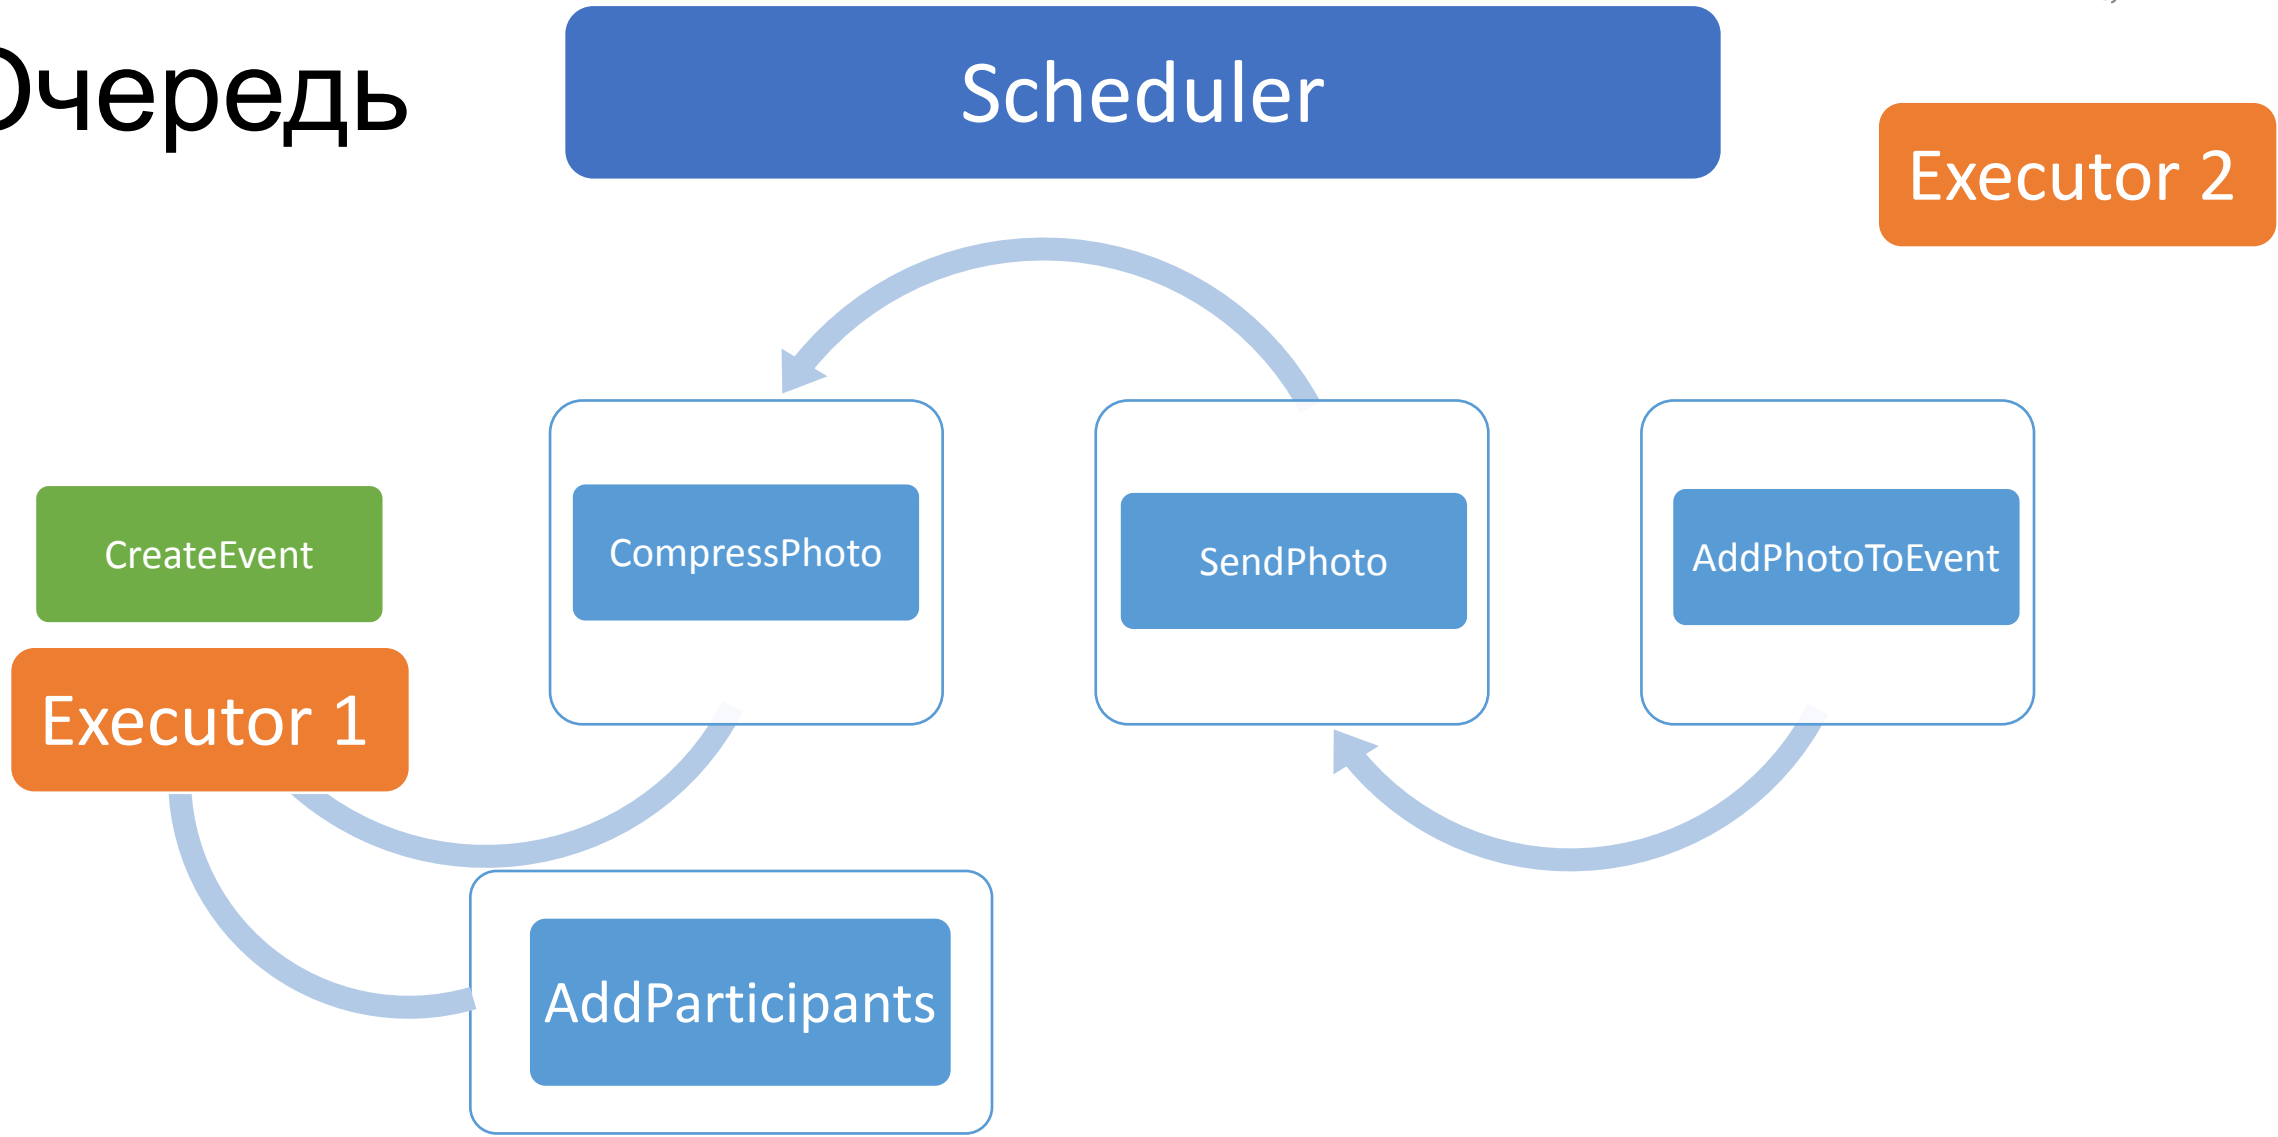 Очередь
Scheduler
Executor 2
CreateEvent
CompressPhoto
SendPhoto
AddPhotoToEvent
Executor 1
AddParticipants